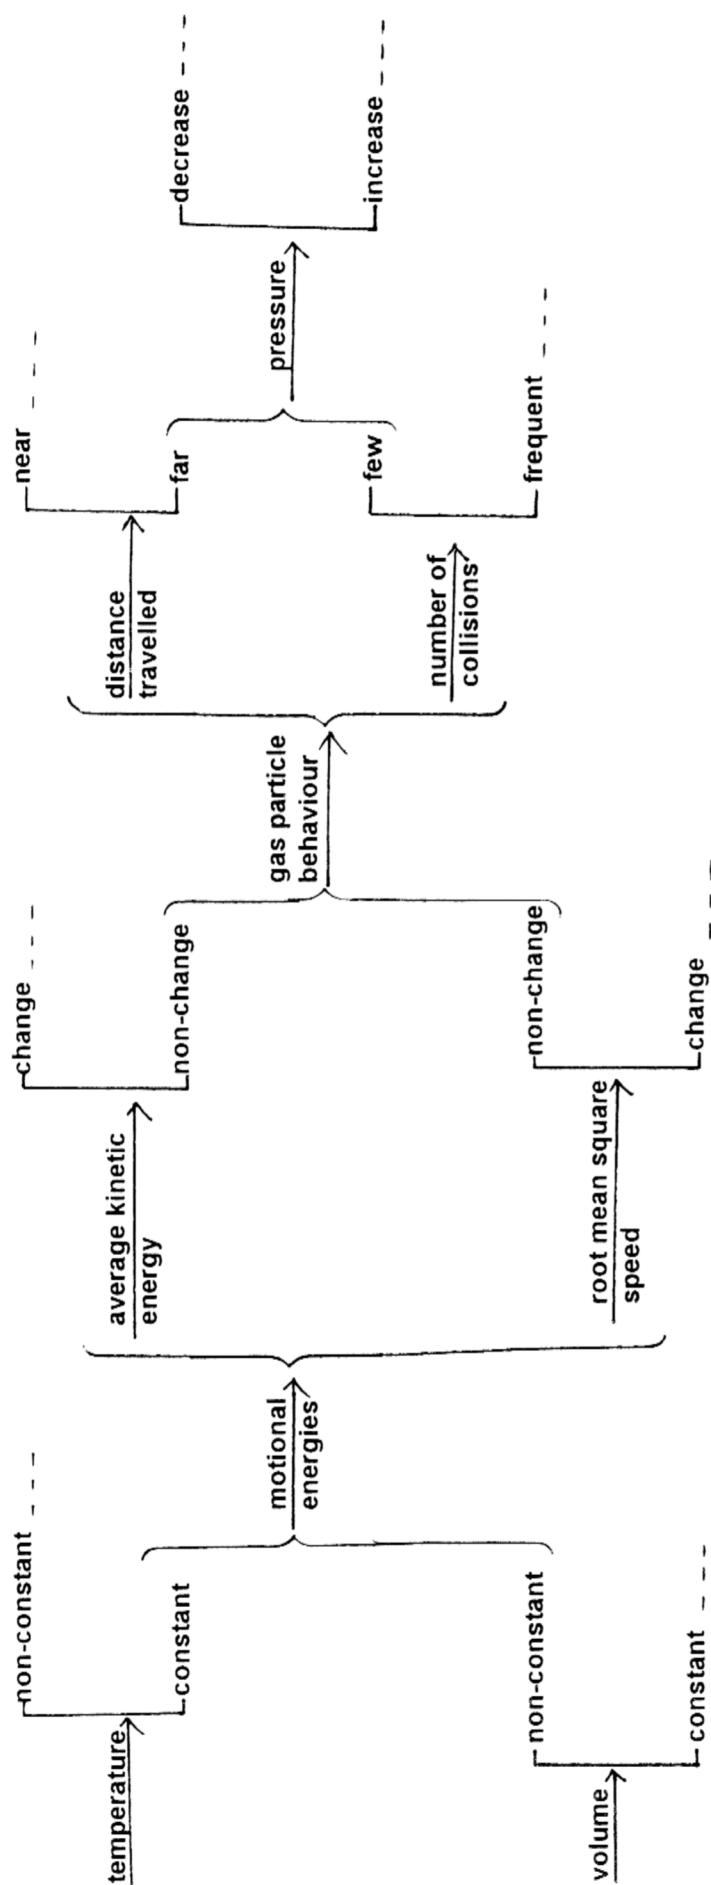 temperature
non-constant
constant
volume
non-constant
constant
motional
energies
average kinetic
energy
change
non-change
root mean square
speed
non-change
change
gas particle
behaviour
distance
travelled
near
far
number of
collisions
few
frequent
pressure
decrease
increase